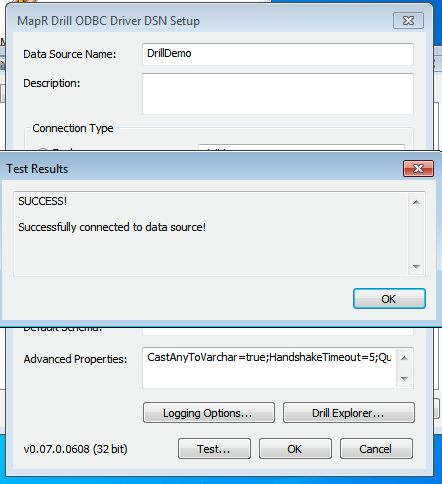 MapR Drill ODBC Driver DSN Setup
Data Source Name: DrillDemo
Description:
Connection Type
Test Results
SUCCESS!
Successfully connected to data source!
OK
Default Schema:
Advanced Properties: CastAnyToVarchar=true;HandshakeTimeout=5;Qu
Logging Options... Drill Explorer...
v0.07.0.0608 (32 bit) Test... OK Cancel